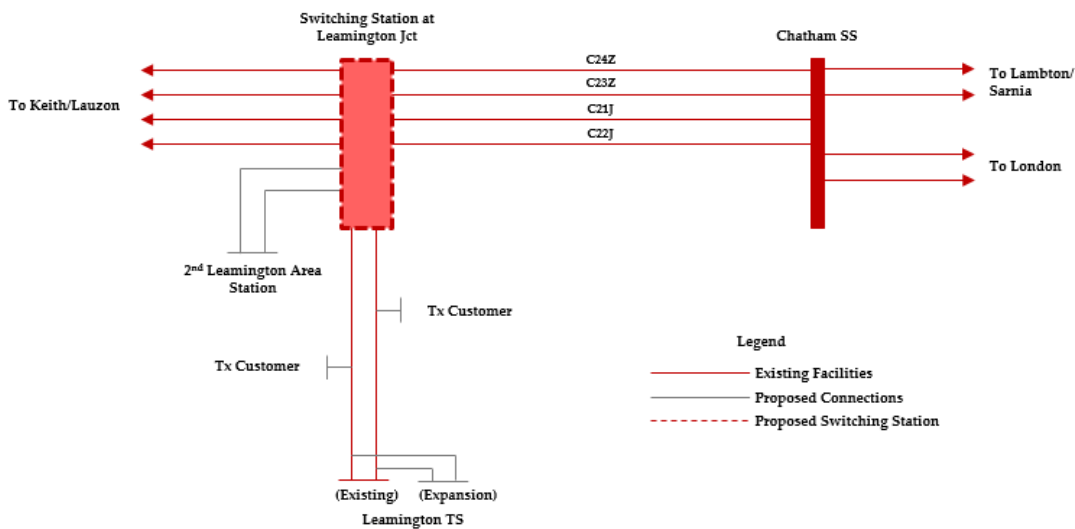 Switching Station at
Leamington Jct
Chatham SS
C24Z
To Lambton/
Sarnia
C23Z
To Keith/Lauzon
C21J
C22J
To London
2nd Leamington Area
Station
Tx Customer
Tx Customer
Legend
Existing Facilities
Proposed Connections
Proposed Switching Station
(Existing)
(Expansion)
Leamington TS